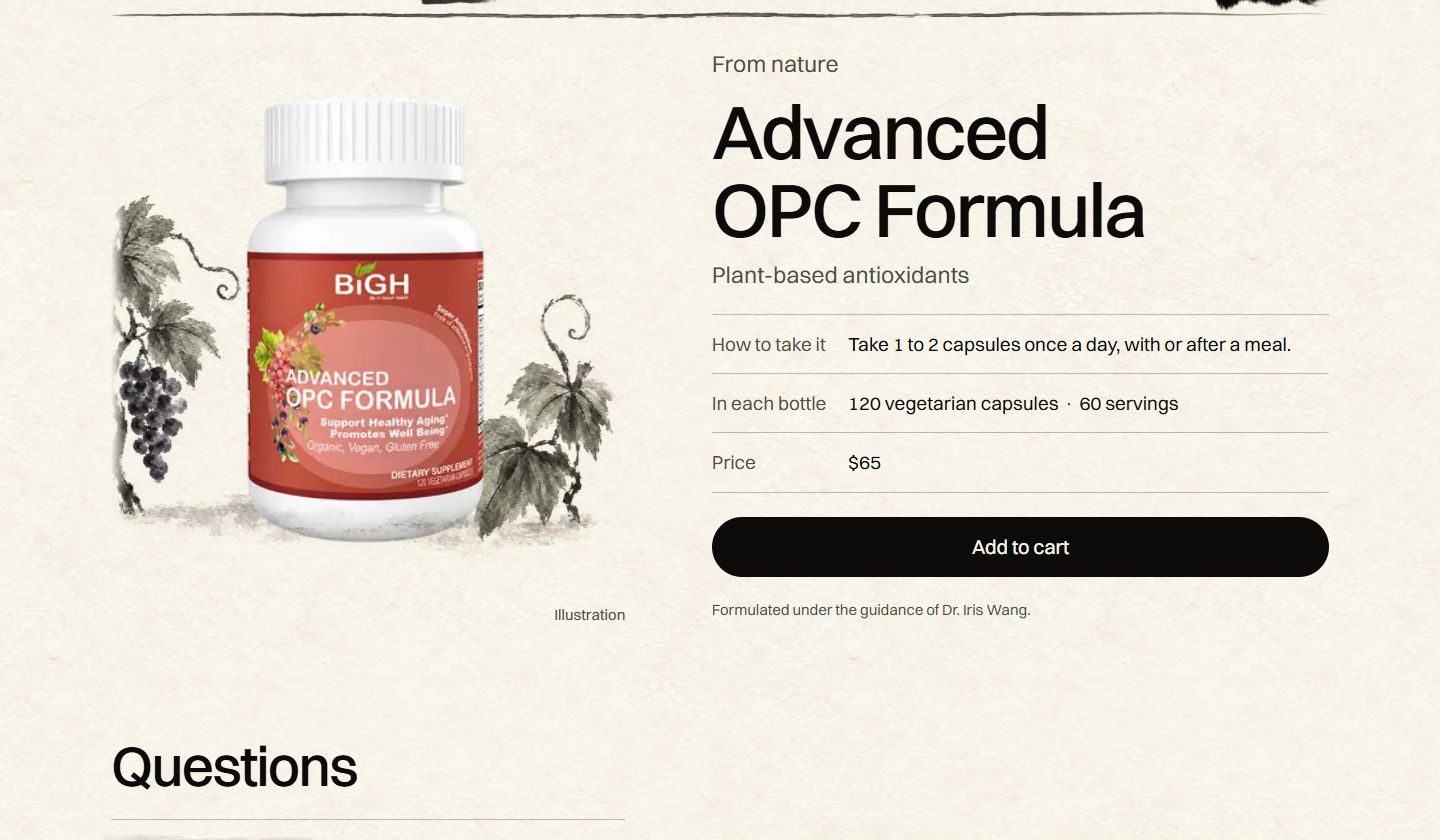 From nature
Advanced
OPC Formula
Plant-based antioxidants
How to take it Take 1 to 2 capsules once a day, with or after a meal.
In each bottle 120 vegetarian capsules · 60 servings
Price $65
Add to cart
Formulated under the guidance of Dr. Iris Wang.
BiGH
ADVANCED
OPC FORMULA
Support Healthy Aging*
Promotes Well Being*
Organic, Vegan, Gluten Free
DIETARY SUPPLEMENT
120 VEGETARIAN CAPSULES
Illustration
Questions